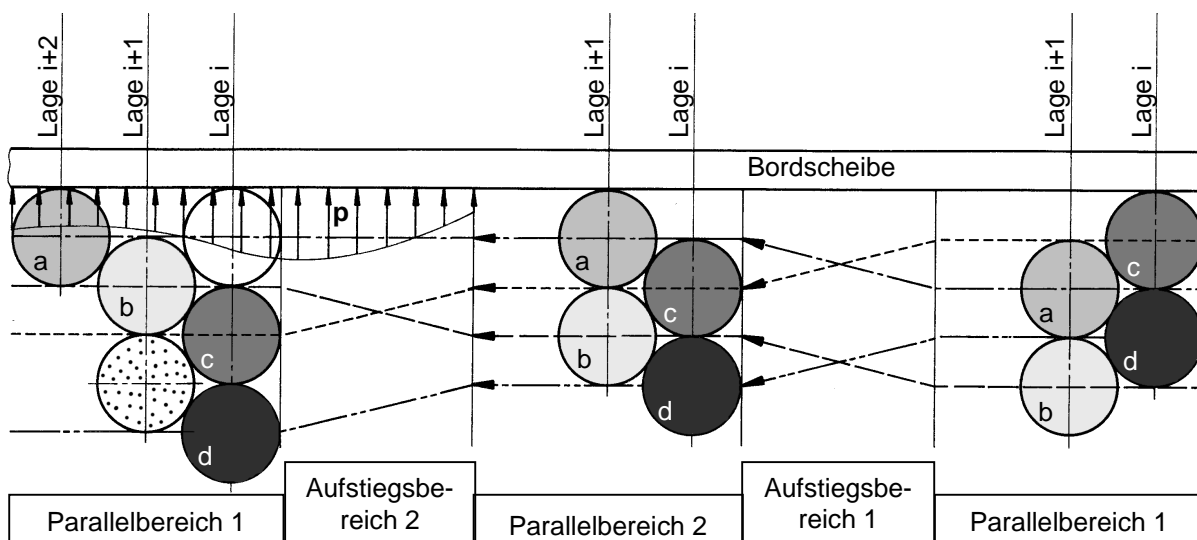 Lage i+2
Lage i+1
Lage i
Lage i+1
Lage i
Lage i+1
Lage i
Bordscheibe
p
a
b
c
d
a
b
c
d
a
b
c
d
Parallelbereich 1
Aufstiegsbe-
reich 2
Parallelbereich 2
Aufstiegsbe-
reich 1
Parallelbereich 1